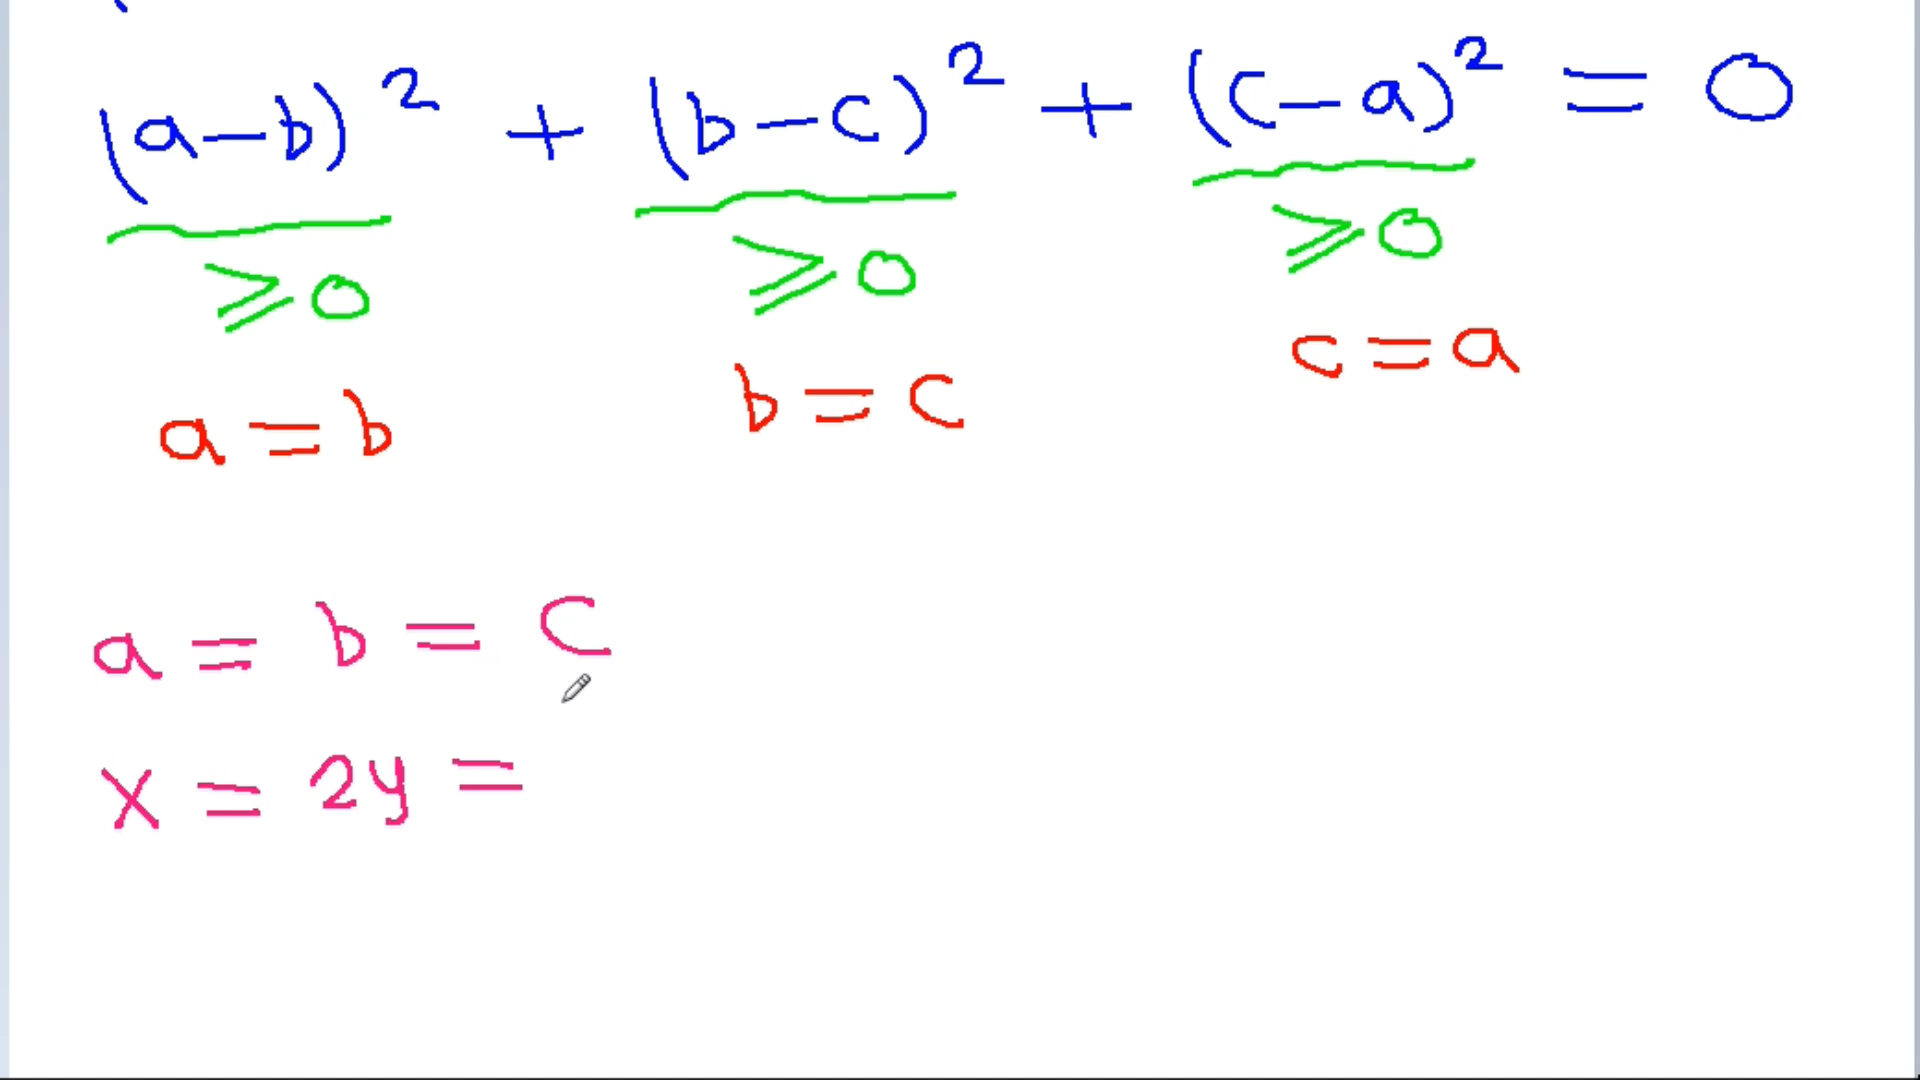 (a-b)² + (b-c)² + (c-a)² = 0
≥0 ≥0 ≥0
a=b b=c c=a
a = b = c
x = 2y =